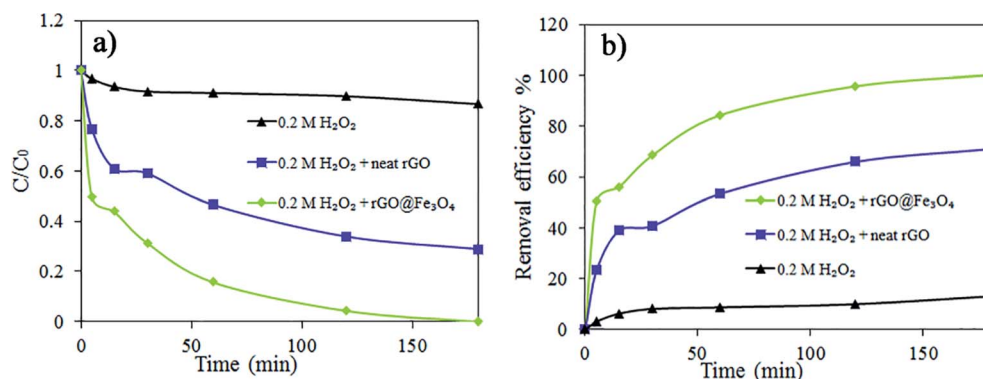 a)
1.2
1
0.8
0.6
0.4
0.2
0
C/C₀
0.2 M H₂O₂
0.2 M H₂O₂ + neat rGO
0.2 M H₂O₂ + rGO@Fe₃O₄
0 50 100 150
Time (min)
b)
120
100
80
60
40
20
0
Removal efficiency %
0.2 M H₂O₂ + rGO@Fe₃O₄
0.2 M H₂O₂ + neat rGO
0.2 M H₂O₂
0 50 100 150
Time (min)